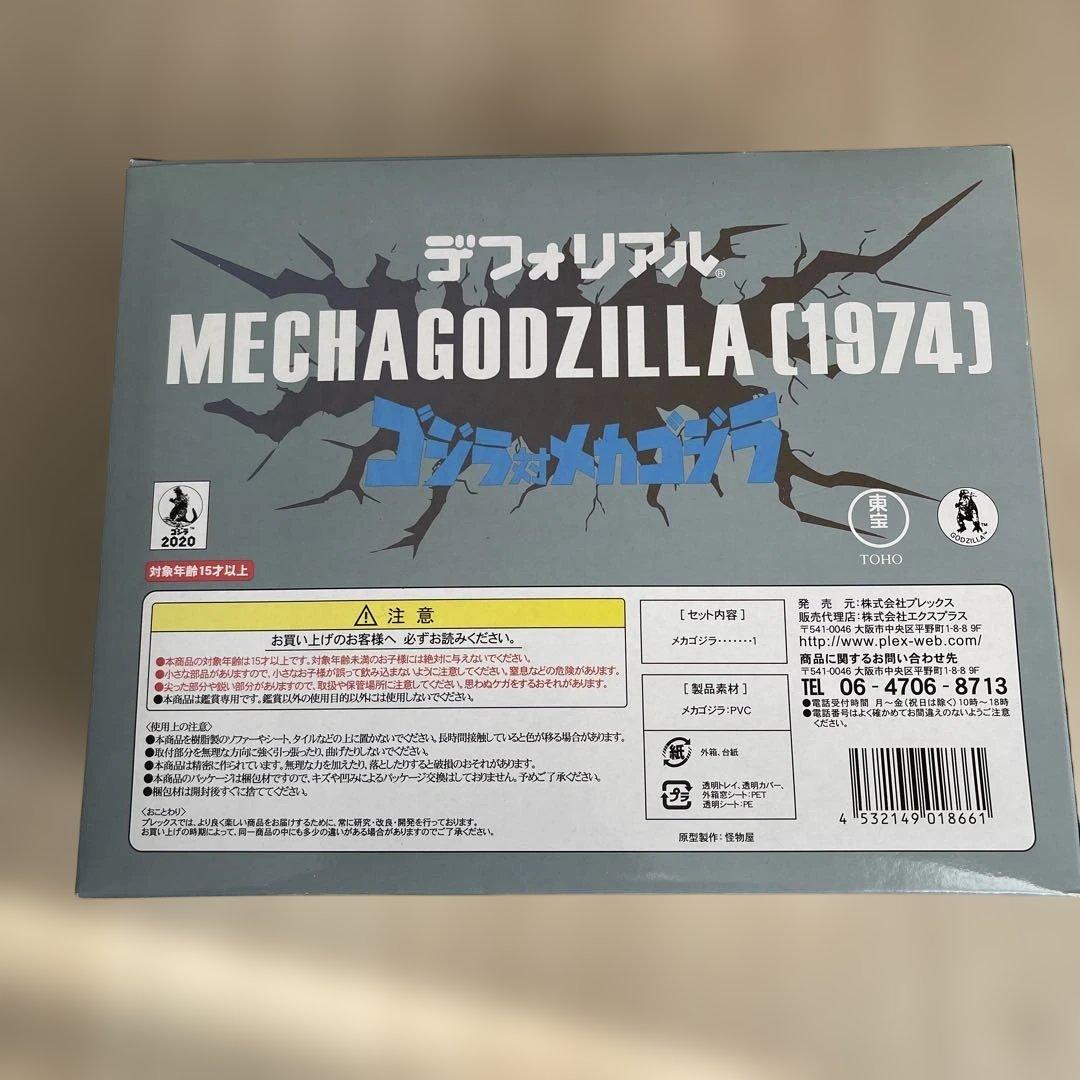 デフォリアル®
MECHAGODZILLA(1974)
ゴジラ対メカゴジラ
ゴジラ
2020
東宝
TOHO
GODZILLA™
対象年齢15才以上
⚠ 注意
お買い上げのお客様へ 必ずお読みください。
●本商品の対象年齢は15才以上です。対象年齢未満のお子様には絶対に与えないでください。
●小さな部品がありますので、小さなお子様が誤って飲み込まないように注意してください。窒息などの危険があります。
●尖った部分や鋭い部分がありますので、取扱や保管場所に注意してください。思わぬケガをするおそれがあります。
●本商品は鑑賞専用です。鑑賞以外の使用目的以外には使用しないでください。
〈使用上の注意〉
●本商品を樹脂製のソファーやシート、タイルなどの上に置かないでください。長時間接触していると色が移る場合があります。
●取付部分を無理な方向に強く引っ張ったり、曲げたりしないでください。
●本商品は精密に作られています。無理な力を加えたり、落としたりすると破損のおそれがあります。
●本商品のパッケージは梱包材ですので、キズや凹みによるパッケージ交換はしておりません。予めご了承ください。
●梱包材は開封後すぐに捨ててください。
〈おことわり〉
プレックスでは、より良く楽しい商品をお届けするために、常に研究・改良・開発を行っております。
お買い上げの時期によって、同一商品の中にも多少の違いがある場合がありますのでご了承ください。
[セット内容]
メカゴジラ・・・・・・・1
[製品素材]
メカゴジラ:PVC
紙
外箱、台紙
プラ
透明トレイ、透明カバー、
外箱窓シート:PET
透明シート:PE
原型製作:怪物屋
発 売 元:株式会社プレックス
販売代理店:株式会社エクスプラス
〒541-0046 大阪市中央区平野町1-8-8 9F
http://www.plex-web.com/
商品に関するお問い合わせ先
〒541-0046 大阪市中央区平野町1-8-8 9F
TEL 06-4706-8713
●電話受付時間 月〜金(祝日は除く)10時〜18時
●電話番号はよく確かめてお間違えのないようご注意
ください。
4 532149 018661